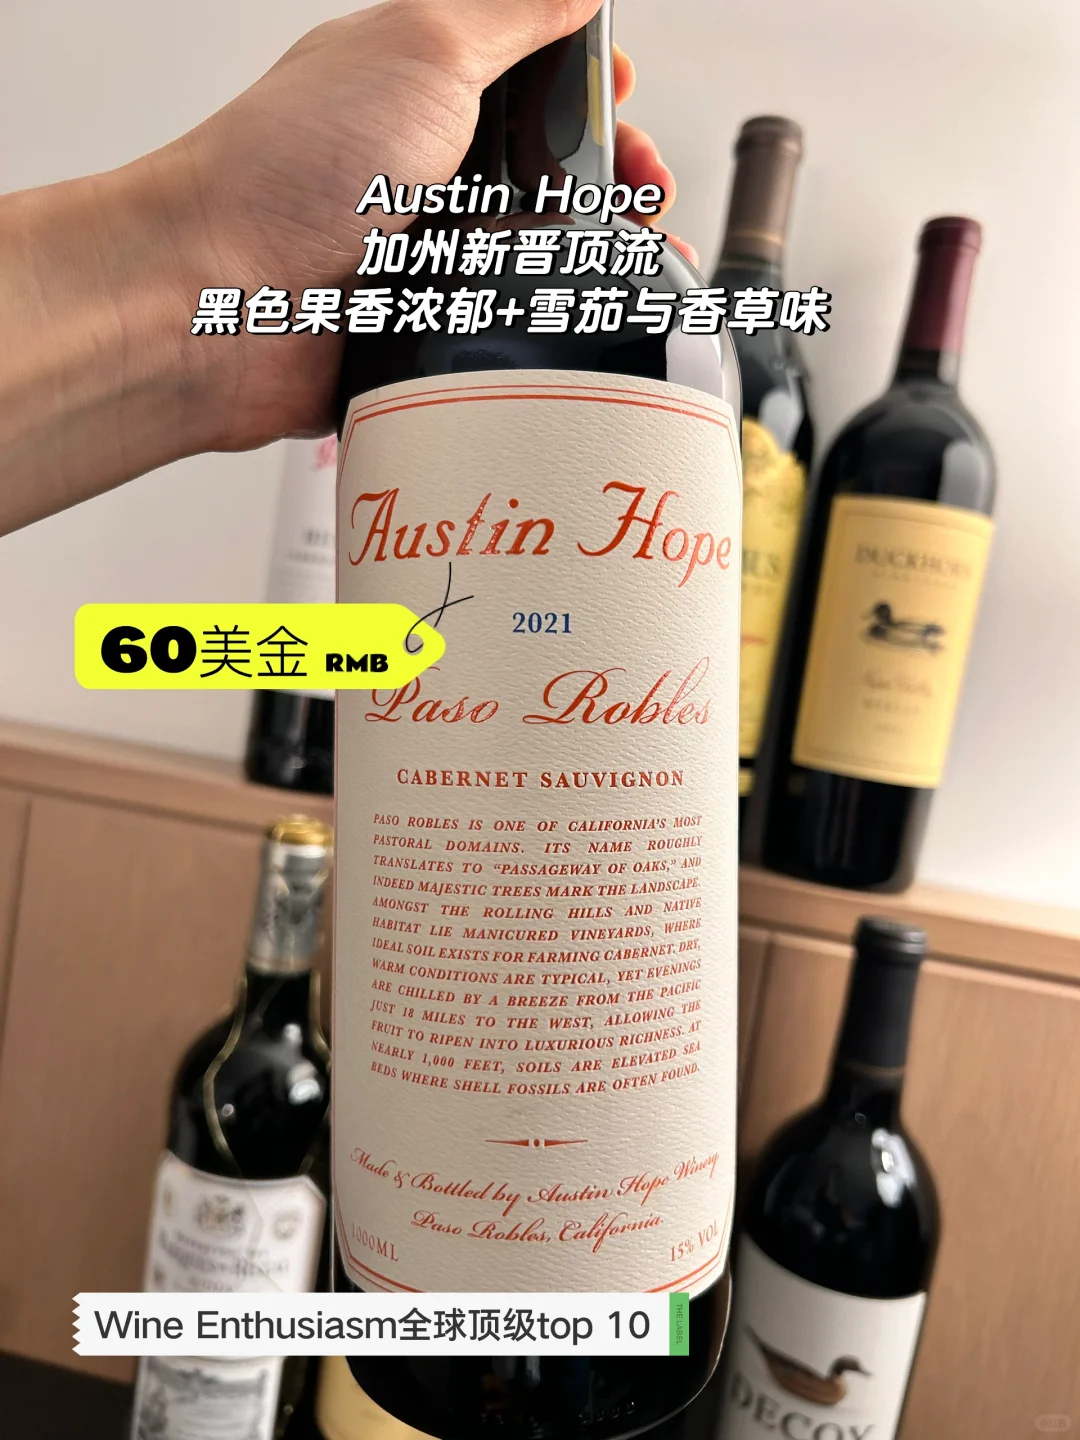 Austin Hope
加州新晋顶流
黑色果香浓郁+雪茄与香草味
Austin Hope
2021
60美金 RMB
Paso Robles
CABERNET SAUVIGNON
PASO ROBLES IS ONE OF CALIFORNIA'S MOST
PASTORAL DOMAINS. ITS NAME ROUGHLY
TRANSLATES TO “PASSAGEWAY OF OAKS,” AND
INDEED MAJESTIC TREES MARK THE LANDSCAPE.
AMONGST THE ROLLING HILLS AND NATIVE
HABITAT LIE MANICURED VINEYARDS, WHERE
IDEAL SOIL EXISTS FOR FARMING CABERNET. DRY,
WARM CONDITIONS ARE TYPICAL, YET EVENINGS
ARE CHILLED BY A BREEZE FROM THE PACIFIC
JUST 18 MILES TO THE WEST, ALLOWING THE
FRUIT TO RIPEN INTO LUXURIOUS RICHNESS. AT
NEARLY 1,000 FEET, SOILS ARE ELEVATED SEA
BEDS WHERE SHELL FOSSILS ARE OFTEN FOUND.
Made & Bottled by Austin Hope Winery
Paso Robles, California.
1000ML
15% VOL
Wine Enthusiasm全球顶级top 10
THE LABEL
DUCKHORN
DECOY